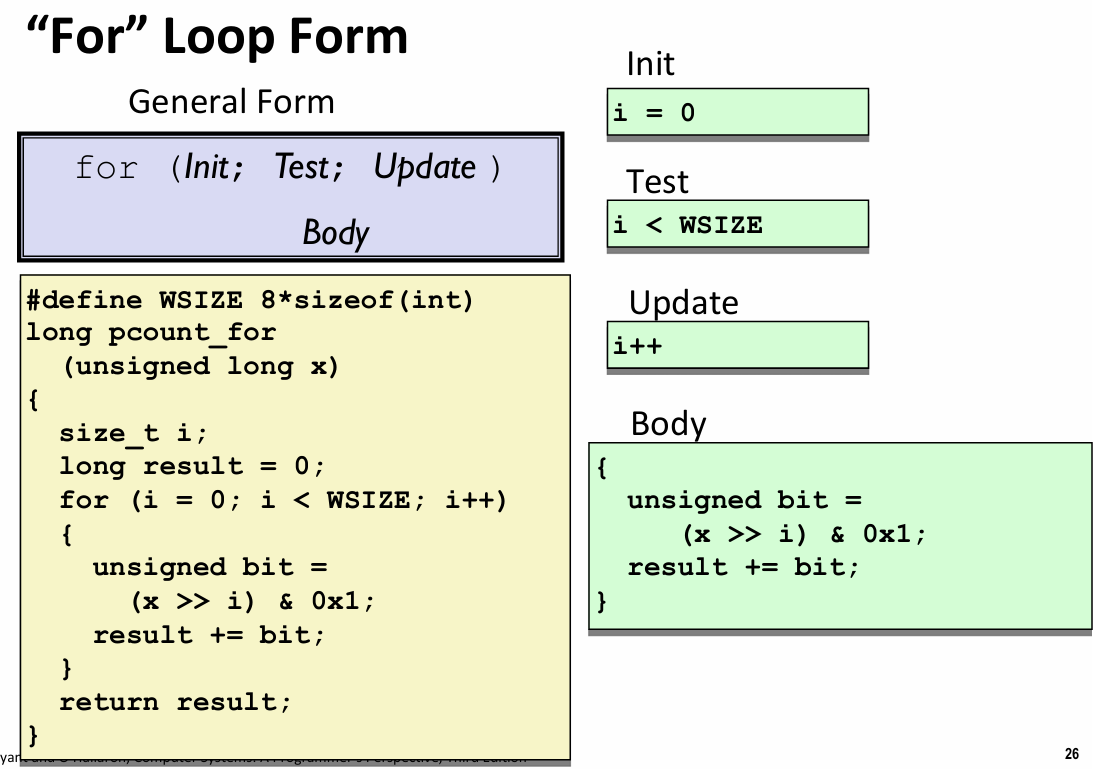 “For” Loop Form
General Form
for (Init; Test; Update )
Body
#define WSIZE 8*sizeof(int)
long pcount_for
(unsigned long x)
{
size_t i;
long result = 0;
for (i = 0; i < WSIZE; i++)
{
unsigned bit =
(x >> i) & 0x1;
result += bit;
}
return result;
}
Init
i = 0
Test
i < WSIZE
Update
i++
Body
{
unsigned bit =
(x >> i) & 0x1;
result += bit;
}
26